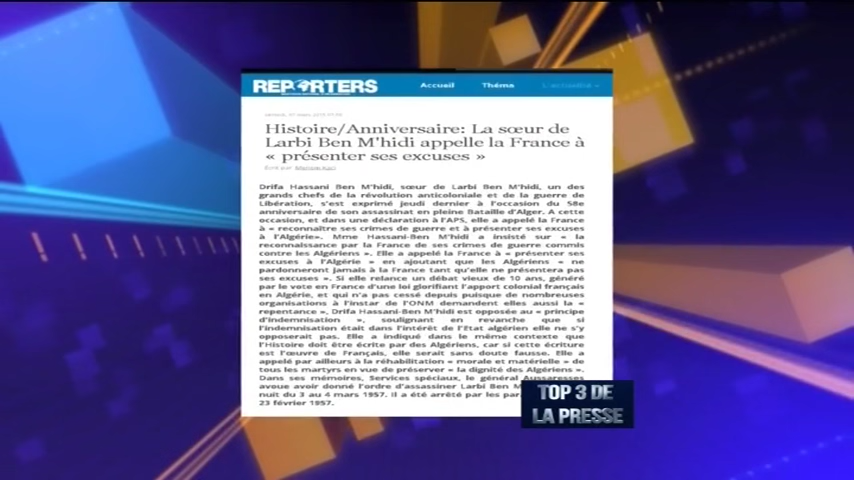 REPORTERS
Accueil Théma L'actualité
Histoire/Anniversaire: La sœur de
Larbi Ben M'hidi appelle la France à
« présenter ses excuses »
Écrit par
Drifa Hassani Ben M'hidi, sœur de Larbi Ben M'hidi, un des
grands chefs de la révolution anticoloniale et de la guerre de
Libération, s'est exprimé jeudi dernier à l'occasion du 58e
anniversaire de son assassinat en pleine Bataille d'Alger. A cette
occasion, et dans une déclaration à l'APS, elle a appelé la France
à « reconnaître ses crimes de guerre et à présenter ses excuses
à l'Algérie». Mme Hassani-Ben M'hidi a insisté sur « la
reconnaissance par la France de ses crimes de guerre commis
contre les Algériens ». Elle a appelé la France à « présenter ses
excuses à l'Algérie » en ajoutant que les Algériens « ne
pardonneront jamais à la France tant qu'elle ne présentera pas
ses excuses ». Si elle relance un débat vieux de 10 ans, généré
par le vote en France d'une loi glorifiant l'apport colonial français
en Algérie, et qui n'a pas cessé depuis puisque de nombreuses
organisations à l'instar de l'ONM demandent elles aussi la «
repentance », Drifa Hassani-Ben M'hidi est opposée au « principe
d'indemnisation », soulignant en revanche que si
l'indemnisation était dans l'intérêt de l'Etat algérien elle ne s'y
opposerait pas. Elle a indiqué dans le même contexte que
l'Histoire doit être écrite par des Algériens, car si cette écriture
est l'œuvre de Français, elle serait sans doute fausse. Elle a
appelé par ailleurs à la réhabilitation « morale et matérielle » de
tous les martyrs en vue de préserver « la dignité des Algériens ».
Dans ses mémoires, Services spéciaux, le général Aussaresses
avoue avoir donné l'ordre d'assassiner Larbi Ben M
nuit du 3 au 4 mars 1957. Il a été arrêté par les par
23 février 1957.
TOP 3 DE
LA PRESSE